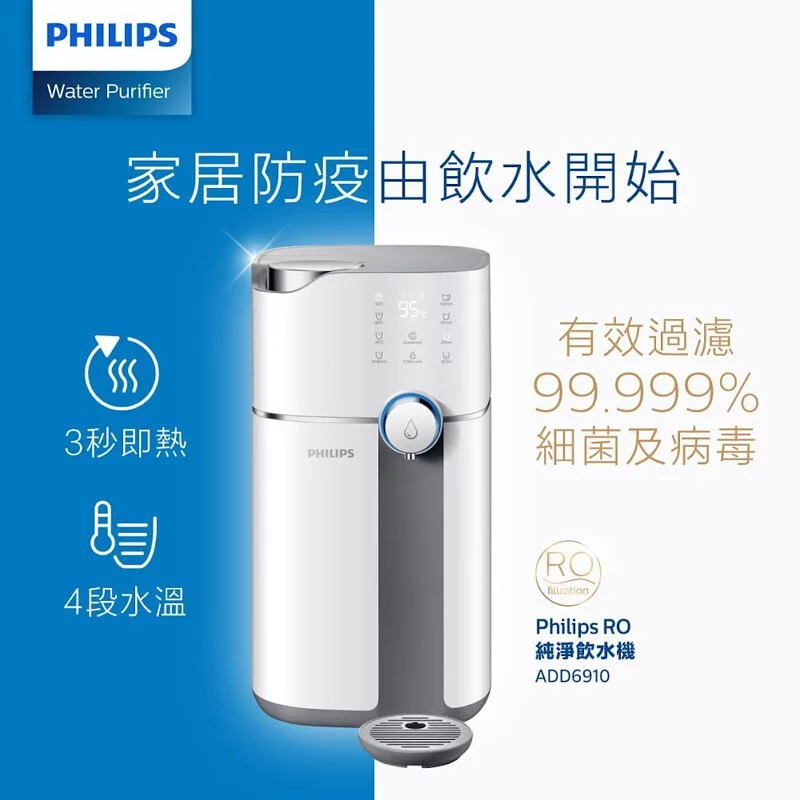 PHILIPS
Water Purifier
家居防疫由飲水開始
95℃
3秒即熱
4段水溫
PHILIPS
有效過濾
99.999%
細菌及病毒
RO
filtration
Philips RO
純淨飲水機
ADD6910